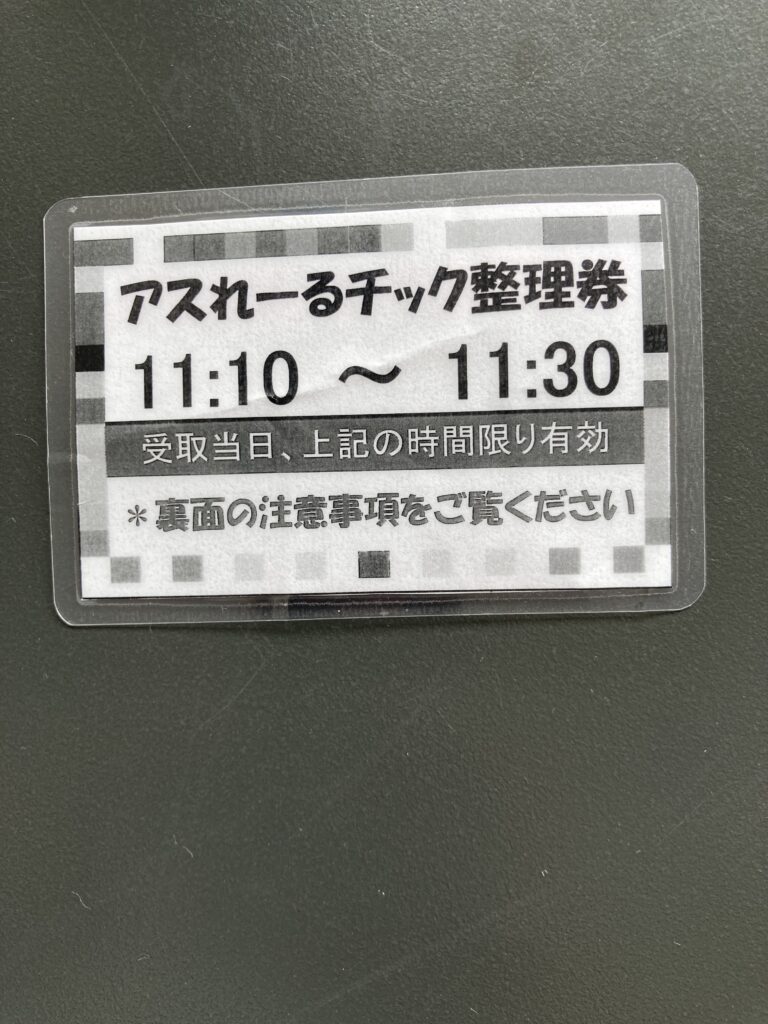 アスれーるチック整理券
11:10 ～ 11:30
受取当日、上記の時間限り有効
＊裏面の注意事項をご覧ください